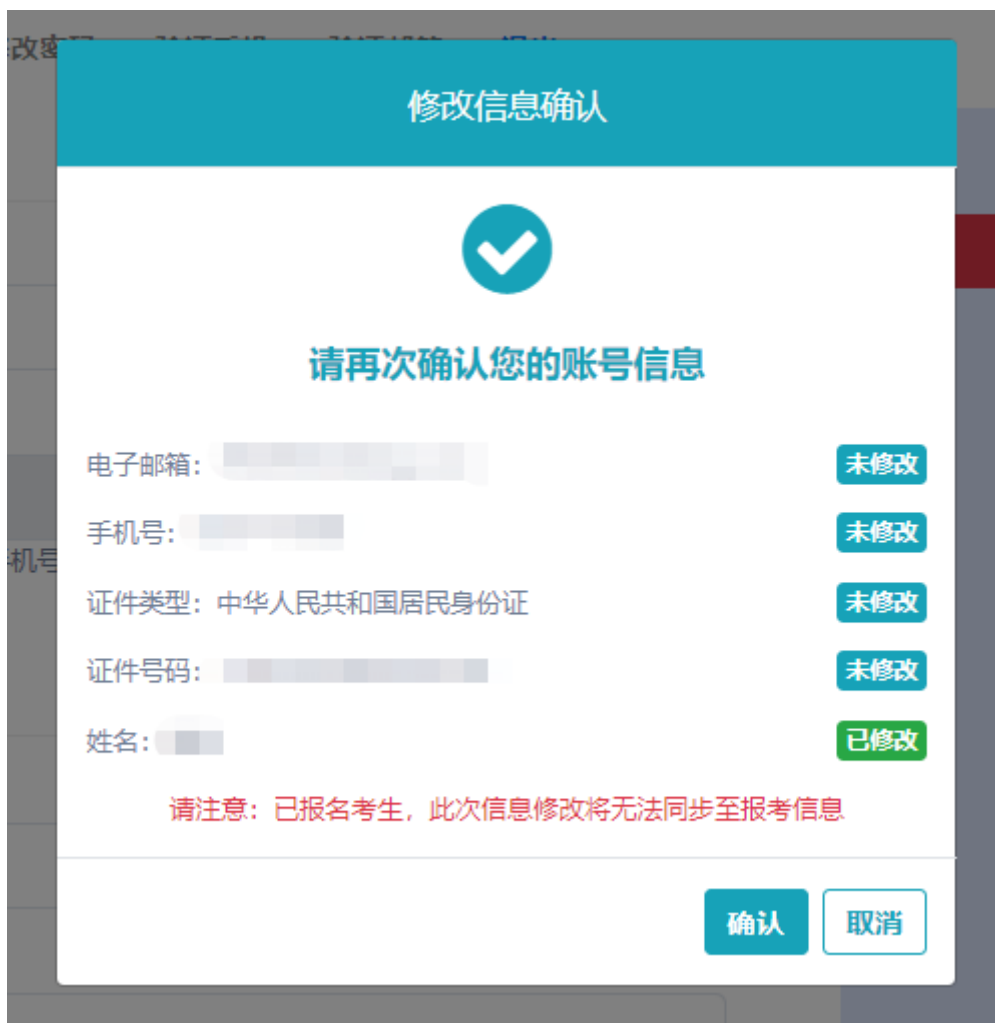 修改信息确认
请再次确认您的账号信息
电子邮箱: 未修改
手机号: 未修改
证件类型: 中华人民共和国居民身份证 未修改
机号
证件号码: 未修改
姓名: 已修改
请注意: 已报名考生, 此次信息修改将无法同步至报考信息
确认 取消